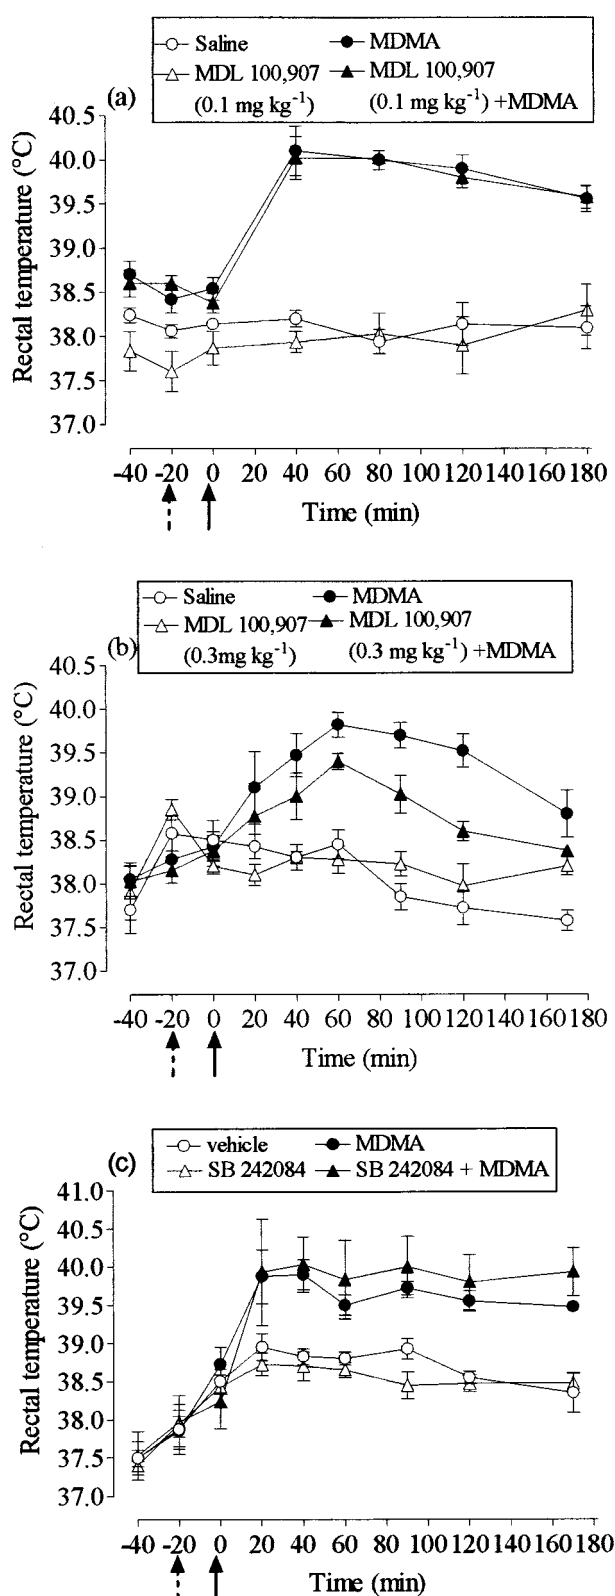 Saline MDMA
(a) MDL 100,907 MDL 100,907
(0.1 mg kg⁻¹) (0.1 mg kg⁻¹) +MDMA
Rectal temperature (°C)
40.5
40.0
39.5
39.0
38.5
38.0
37.5
37.0
-40 -20 0 20 40 60 80 100 120 140 160 180
Time (min)
Saline MDMA
(b) MDL 100,907 MDL 100,907
(0.3mg kg⁻¹) (0.3 mg kg⁻¹) +MDMA
Rectal temperature (°C)
40.5
40.0
39.5
39.0
38.5
38.0
37.5
37.0
-40 -20 0 20 40 60 80 100 120 140 160 180
Time (min)
vehicle MDMA
(c) SB 242084 SB 242084 + MDMA
Rectal temperature (°C)
41.0
40.5
40.0
39.5
39.0
38.5
38.0
37.5
37.0
-40 -20 0 20 40 60 80 100 120 140 160 180
Time (min)